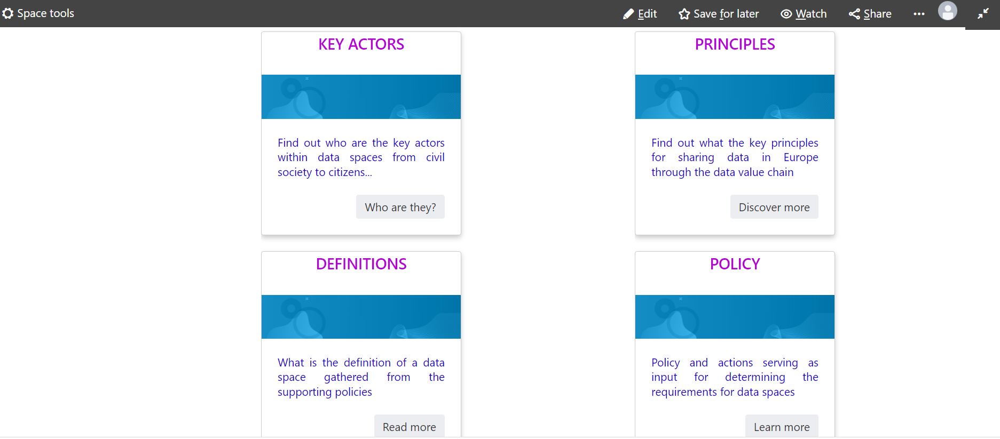 Space tools
Edit
Save for later
Watch
Share
KEY ACTORS
Find out who are the key actors
within data spaces from civil
society to citizens...
Who are they?
PRINCIPLES
Find out what the key principles
for sharing data in Europe
through the data value chain
Discover more
DEFINITIONS
What is the definition of a data
space gathered from the
supporting policies
Read more
POLICY
Policy and actions serving as
input for determining the
requirements for data spaces
Learn more